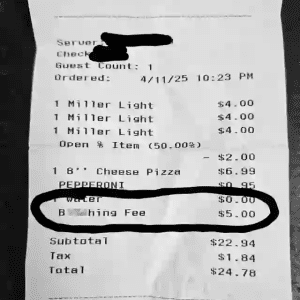 Server
Check
Guest Count: 1
Ordered: 4/11/25 10:23 PM
1 Miller Light $4.00
1 Miller Light $4.00
1 Miller Light $4.00
Open % Item (50.00%)
- $2.00
1 8'' Cheese Pizza $6.99
PEPPERONI $0.95
1 Water $0.00
B hing Fee $5.00
Subtotal $22.94
Tax $1.84
Total $24.78